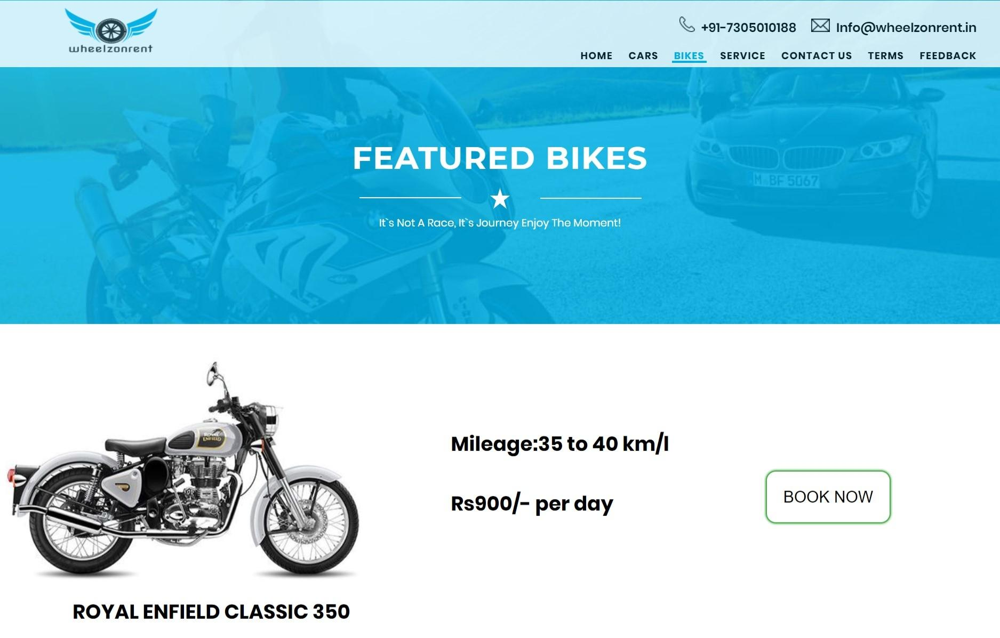 wheelzonrent
+91-7305010188 Info@wheelzonrent.in
HOME CARS BIKES SERVICE CONTACT US TERMS FEEDBACK
FEATURED BIKES
It`s Not A Race, It`s Journey Enjoy The Moment!
M BF 5067
ROYAL ENFIELD
Mileage:35 to 40 km/l
Rs900/- per day
BOOK NOW
ROYAL ENFIELD CLASSIC 350